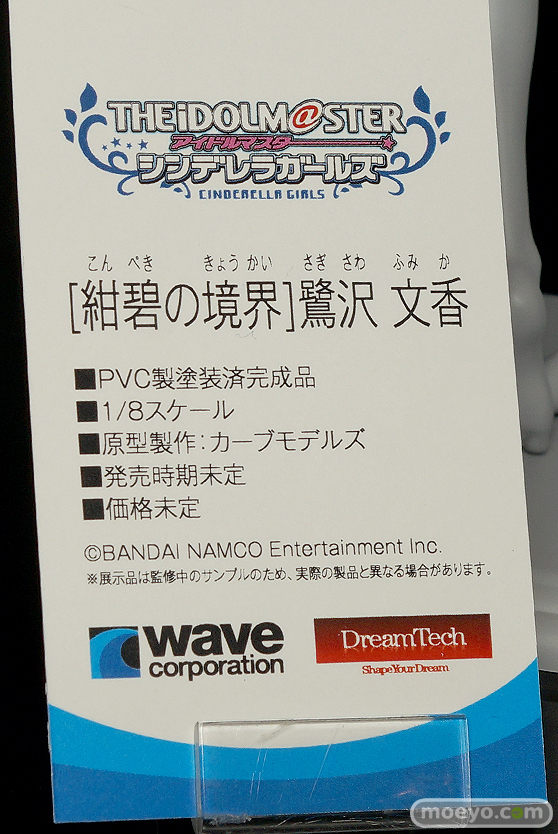 THE iDOLM@STER
アイドルマスター
シンデレラガールズ
CINDERELLA GIRLS
こん ぺき きょう かい さぎ さわ ふみ か
[紺碧の境界]鷺沢 文香
■PVC製塗装済完成品
■1/8スケール
■原型製作：カーブモデルズ
■発売時期未定
■価格未定
©BANDAI NAMCO Entertainment Inc.
※展示品は監修中のサンプルのため、実際の製品と異なる場合があります。
wave
corporation
DreamTech
Shape Your Dream
moeyo.com